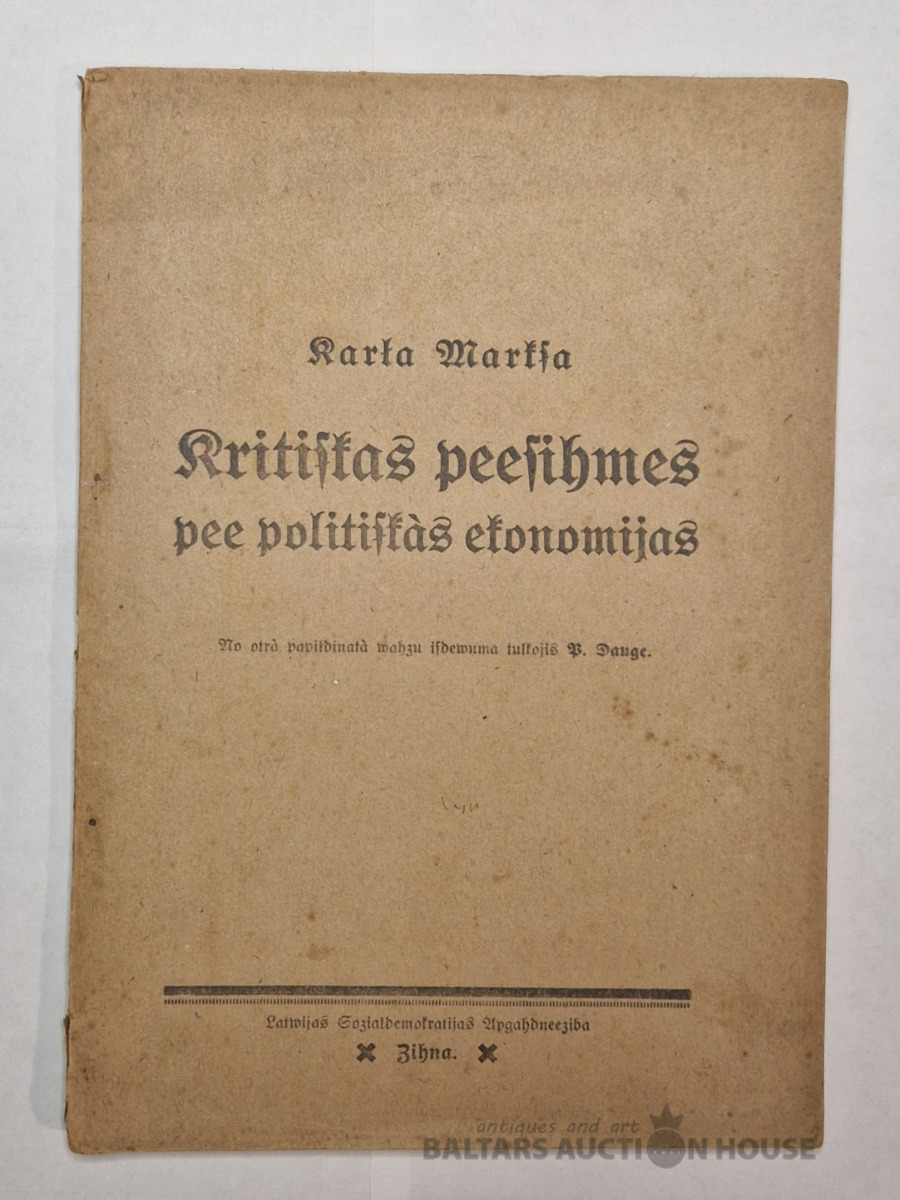 Karła Markſa
Kritiſkas peeſihmes
pee politiſkàs ekonomijas
No otrà papildinatà wahzu iſdewuma tulkojis P. Dauge.
Latwijas Sozialdemokratijas Apgahdneeziba
Zihna.
antiques and art
BALTARS AUCTION HOUSE